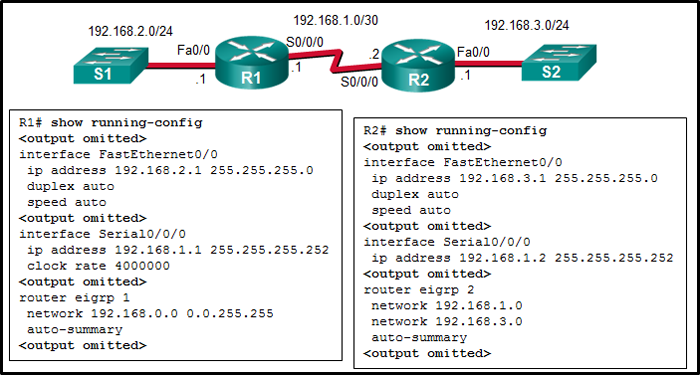 192.168.2.0/24
192.168.1.0/30
192.168.3.0/24
Fa0/0
S0/0/0
.2
Fa0/0
S1
.1
R1
.1
S0/0/0
R2
.1
S2
R1# show running-config
<output omitted>
interface FastEthernet0/0
ip address 192.168.2.1 255.255.255.0
duplex auto
speed auto
<output omitted>
interface Serial0/0/0
ip address 192.168.1.1 255.255.255.252
clock rate 4000000
<output omitted>
router eigrp 1
network 192.168.0.0 0.0.255.255
auto-summary
<output omitted>
R2# show running-config
<output omitted>
interface FastEthernet0/0
ip address 192.168.3.1 255.255.255.0
duplex auto
speed auto
<output omitted>
interface Serial0/0/0
ip address 192.168.1.2 255.255.255.252
<output omitted>
router eigrp 2
network 192.168.1.0
network 192.168.3.0
auto-summary
<output omitted>